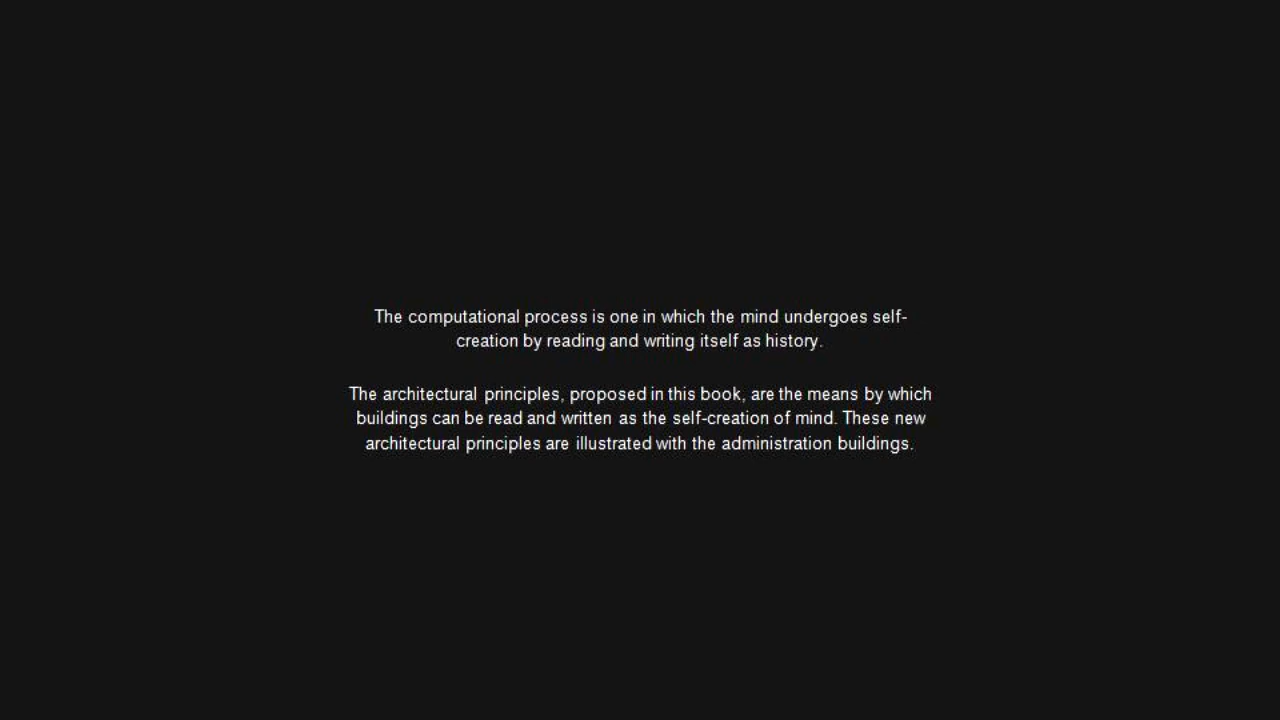 The computational process is one in which the mind undergoes self-
creation by reading and writing itself as history.
The architectural principles, proposed in this book, are the means by which
buildings can be read and written as the self-creation of mind. These new
architectural principles are illustrated with the administration buildings.